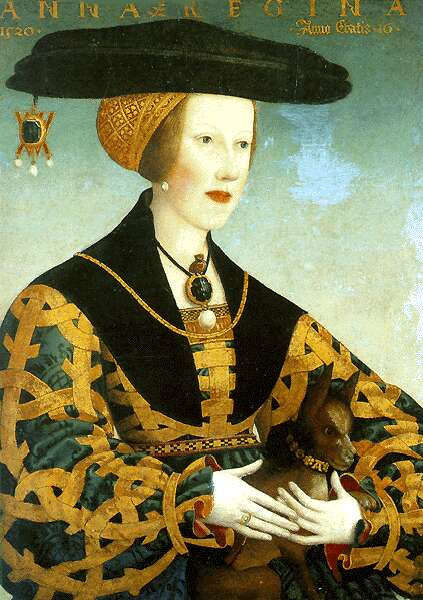 ANNA REGINA
1520 · Anno Etatis · 16 ·